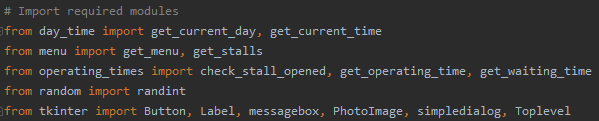 # Import required modules
from day_time import get_current_day, get_current_time
from menu import get_menu, get_stalls
from operating_times import check_stall_opened, get_operating_time, get_waiting_time
from random import randint
from tkinter import Button, Label, messagebox, PhotoImage, simpledialog, Toplevel